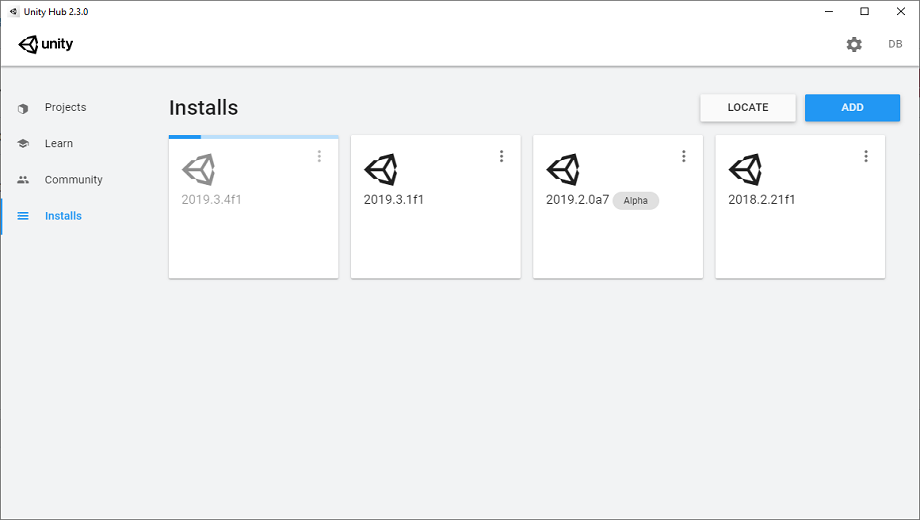 Unity Hub 2.3.0
unity
DB
Projects
Learn
Community
Installs
Installs
LOCATE
ADD
2019.3.4f1
2019.3.1f1
2019.2.0a7 Alpha
2018.2.21f1